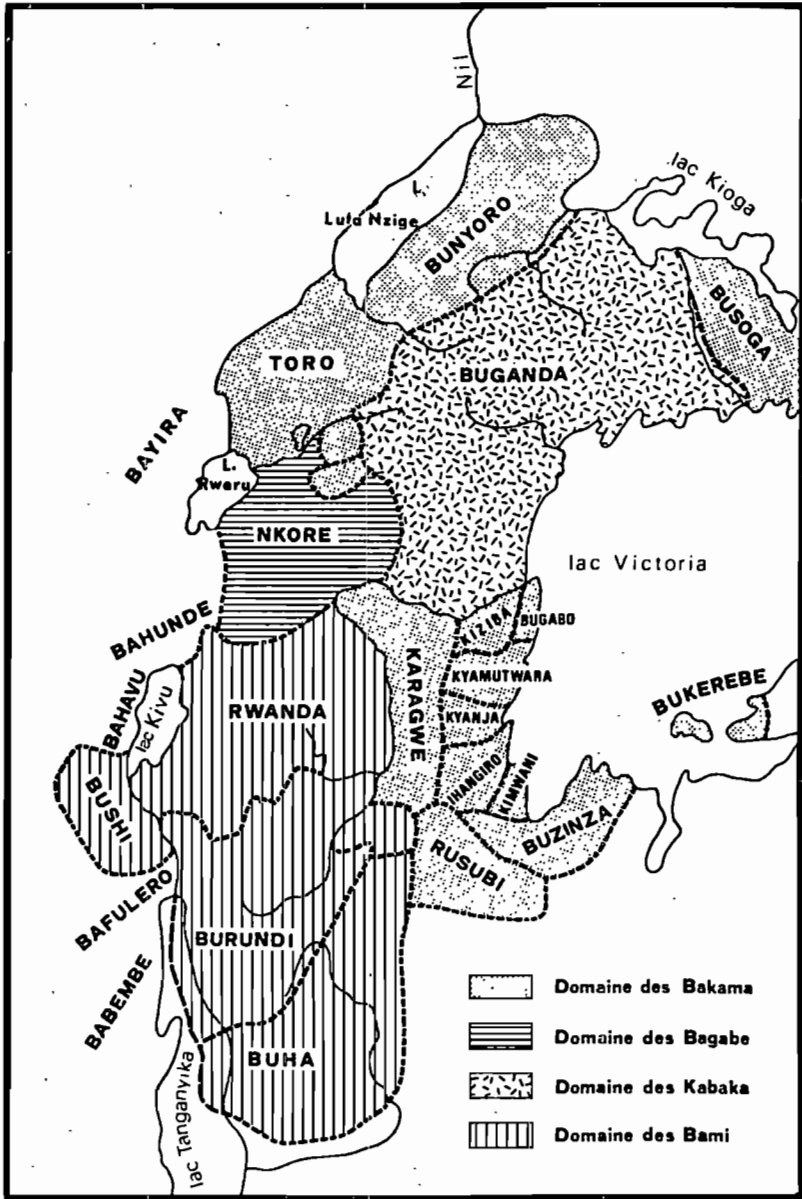 Nil
lac Kioga
L.
Luta Nzige
BUNYORO
BUSOGA
TORO
BUGANDA
BAYIRA
L.
Rweru
NKORE
lac Victoria
BAHUNDE
KIZIBA
BUGABO
KYAMUTWARA
KARAGWE
BUKEREBE
BAHAVU
lac Kivu
RWANDA
KYANJA
IHANGIRO
KIMWANI
BUSHI
BUZINZA
RUSUBI
BAFULERO
BURUNDI
BABEMBE
BUHA
lac Tanganyika
Domaine des Bakama
Domaine des Bagabe
Domaine des Kabaka
Domaine des Bami